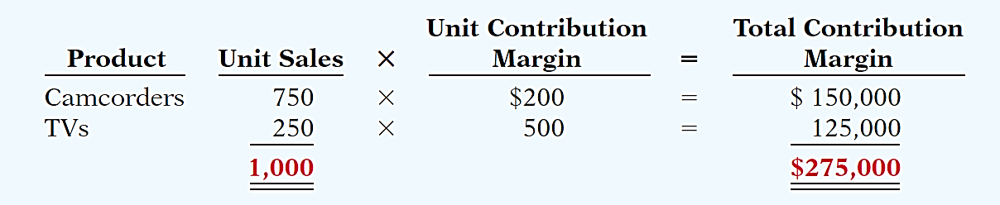 Unit Contribution Total Contribution
Product Unit Sales × Margin = Margin
Camcorders 750 × $200 = $ 150,000
TVs 250 × 500 = 125,000
1,000 $275,000